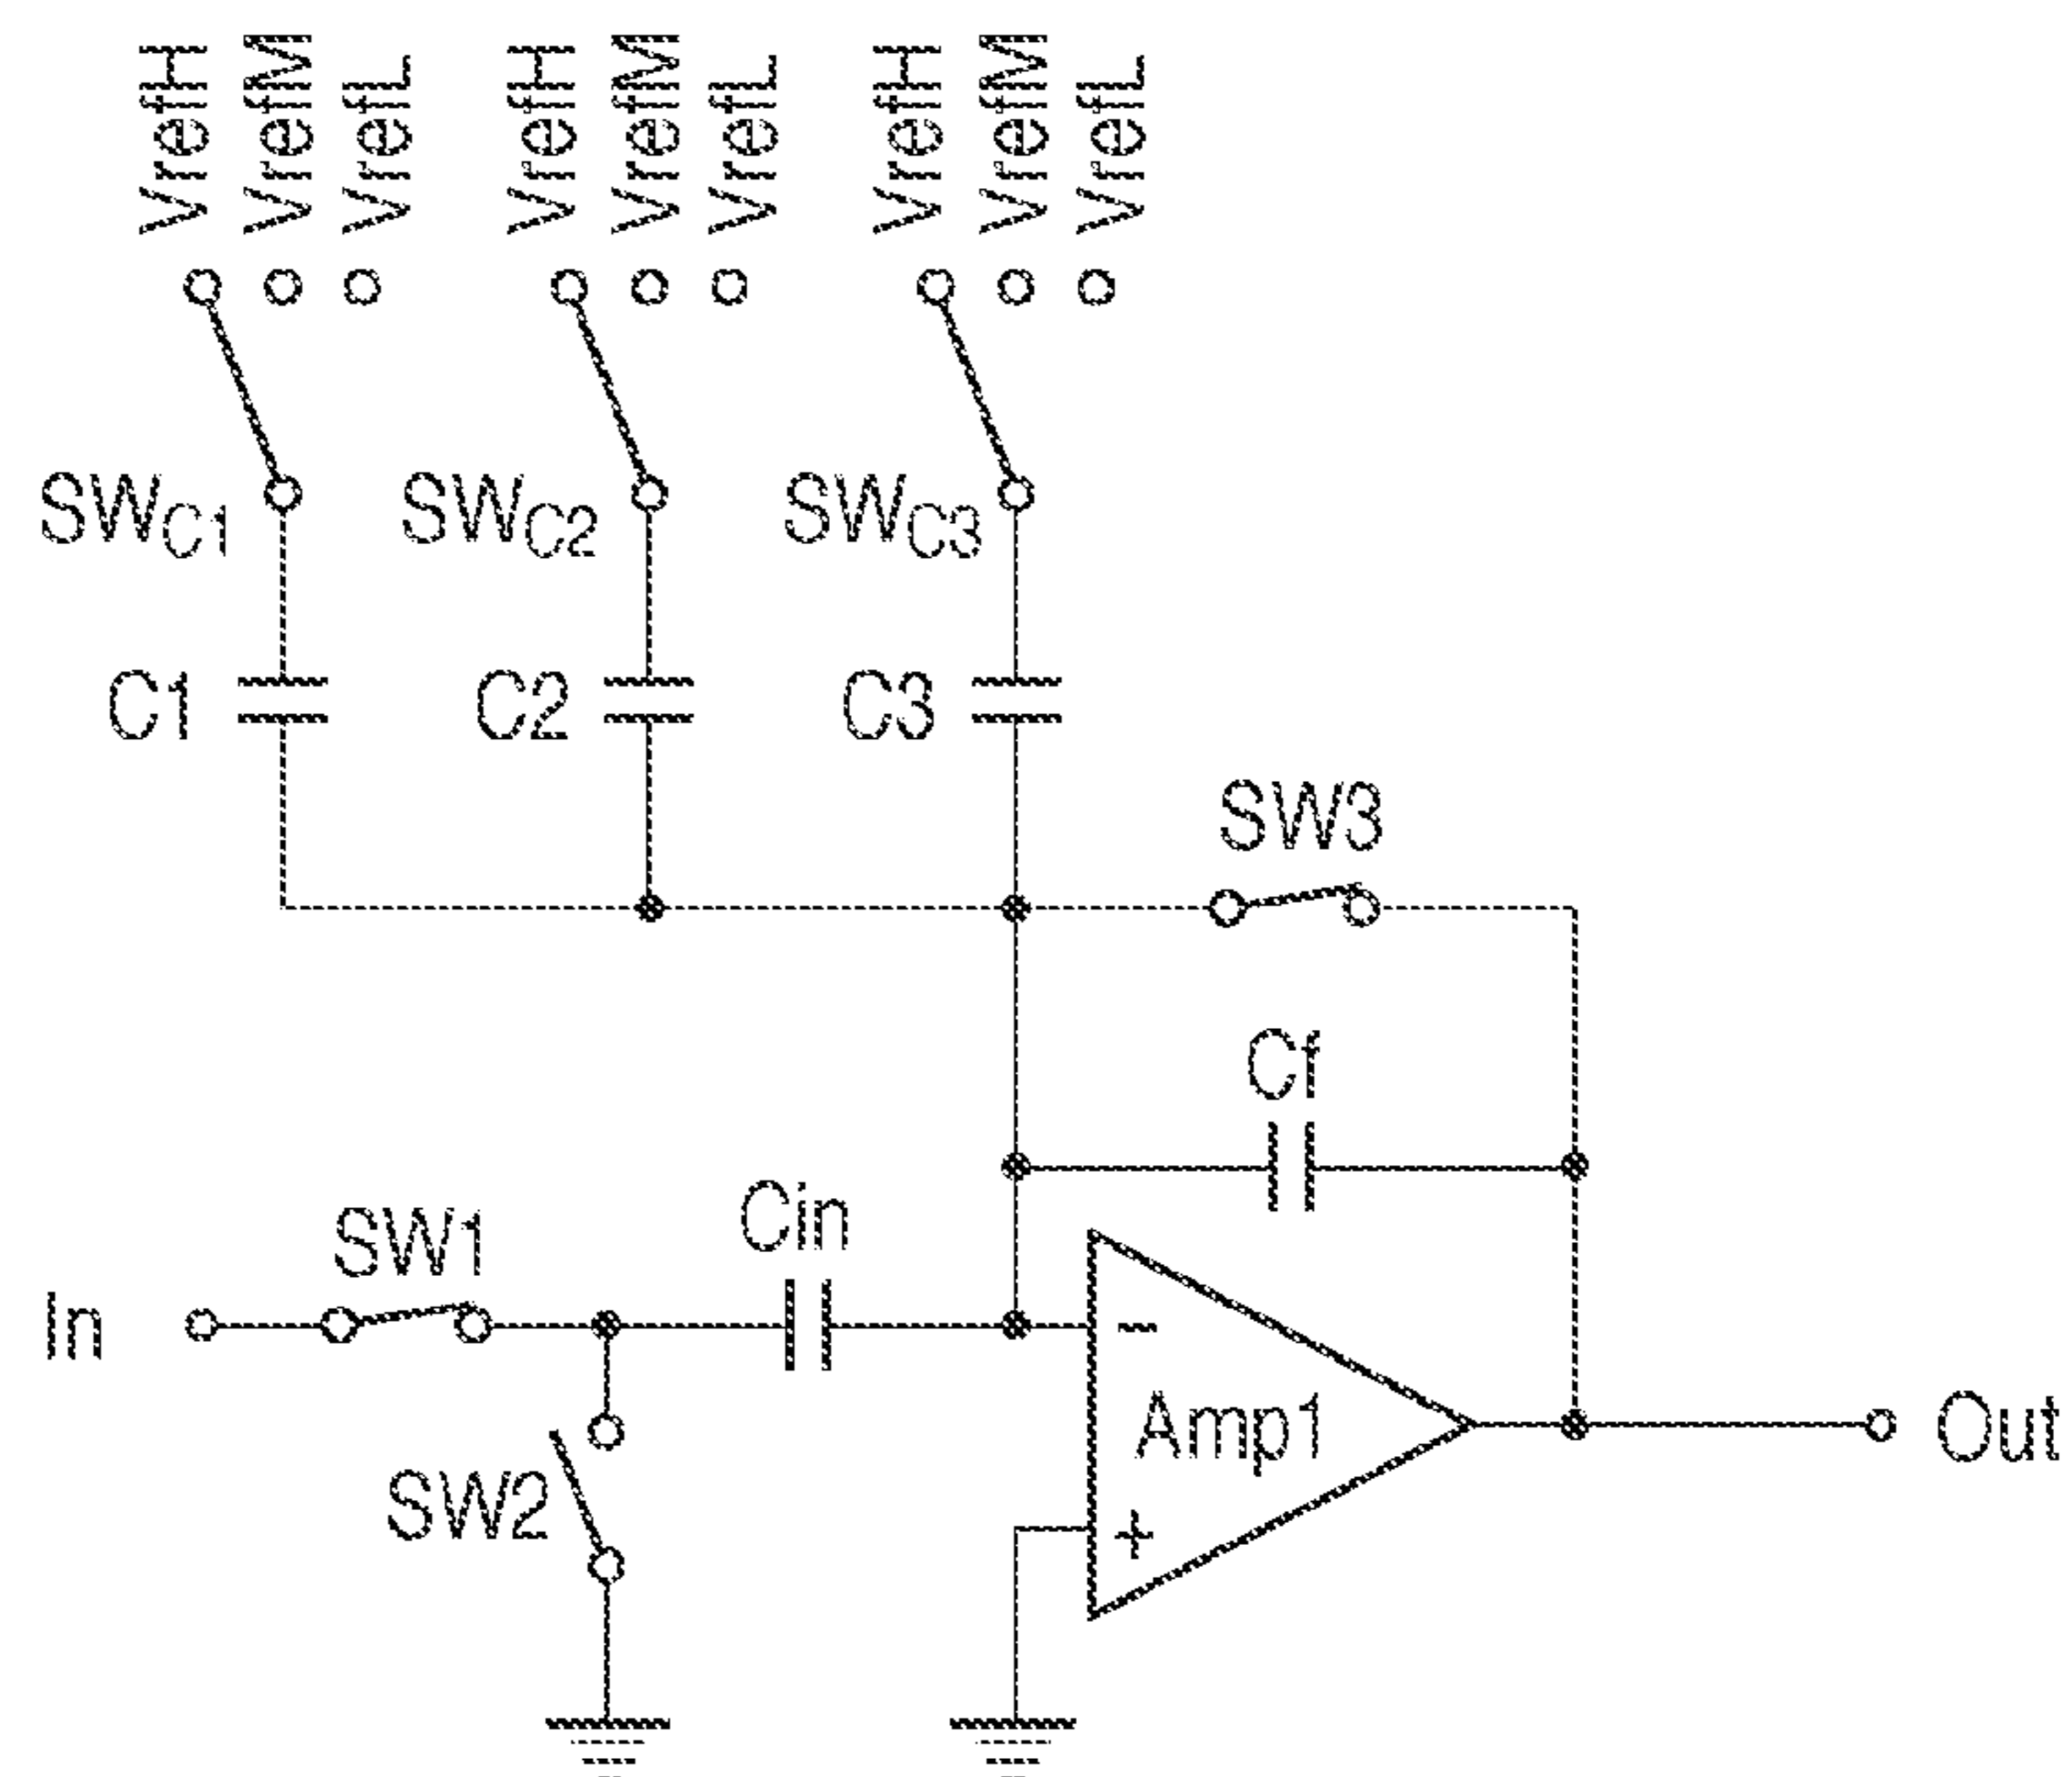 VrefH
VrefM
VrefL
VrefH
VrefM
VrefL
VrefH
VrefM
VrefL
SWC1
SWC2
SWC3
C1
C2
C3
SW3
Cf
Cin
SW1
In
-
Amp1
Out
SW2
+